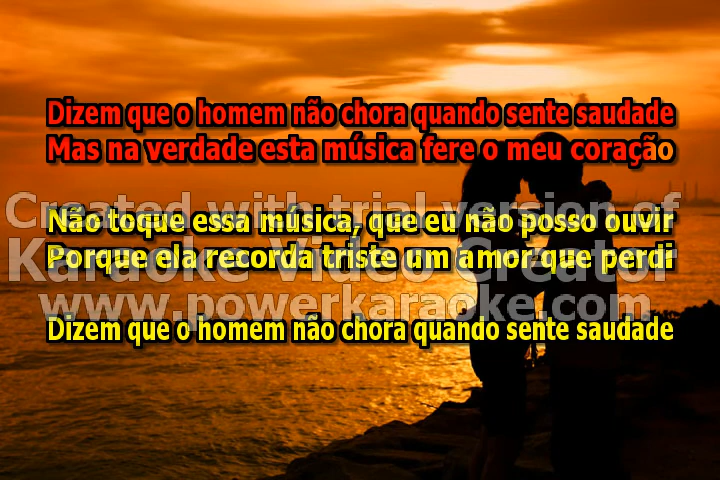 Dizem que o homem não chora quando sente saudade
Mas na verdade esta música fere o meu coração
Created with trial version of
Não toque essa música, que eu não posso ouvir
Karaoke Video Creator
Porque ela recorda triste um amor que perdi
www.powerkaraoke.com
Dizem que o homem não chora quando sente saudade